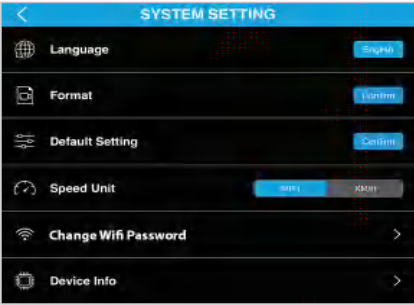 SYSTEM SETTING
Language English
Format Confirm
Default Setting Confirm
Speed Unit
Change Wifi Password
Device Info